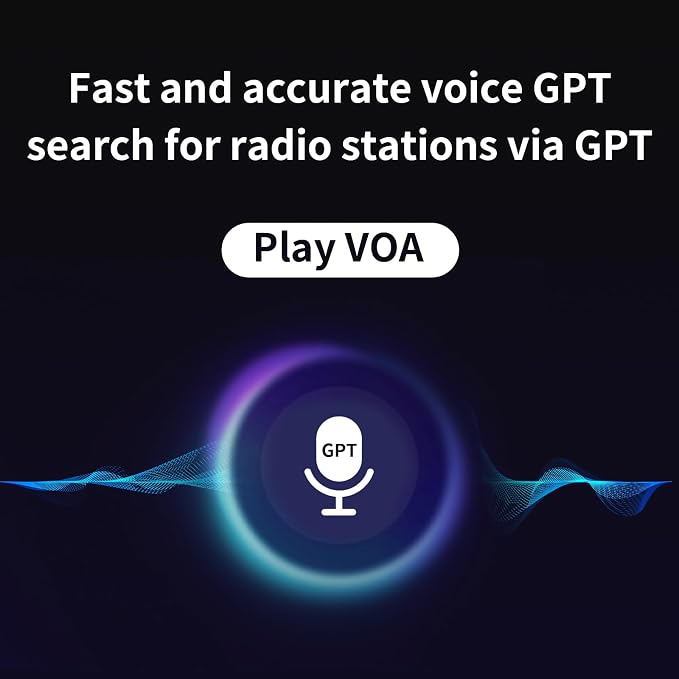 Fast and accurate voice GPT
search for radio stations via GPT
Play VOA
GPT